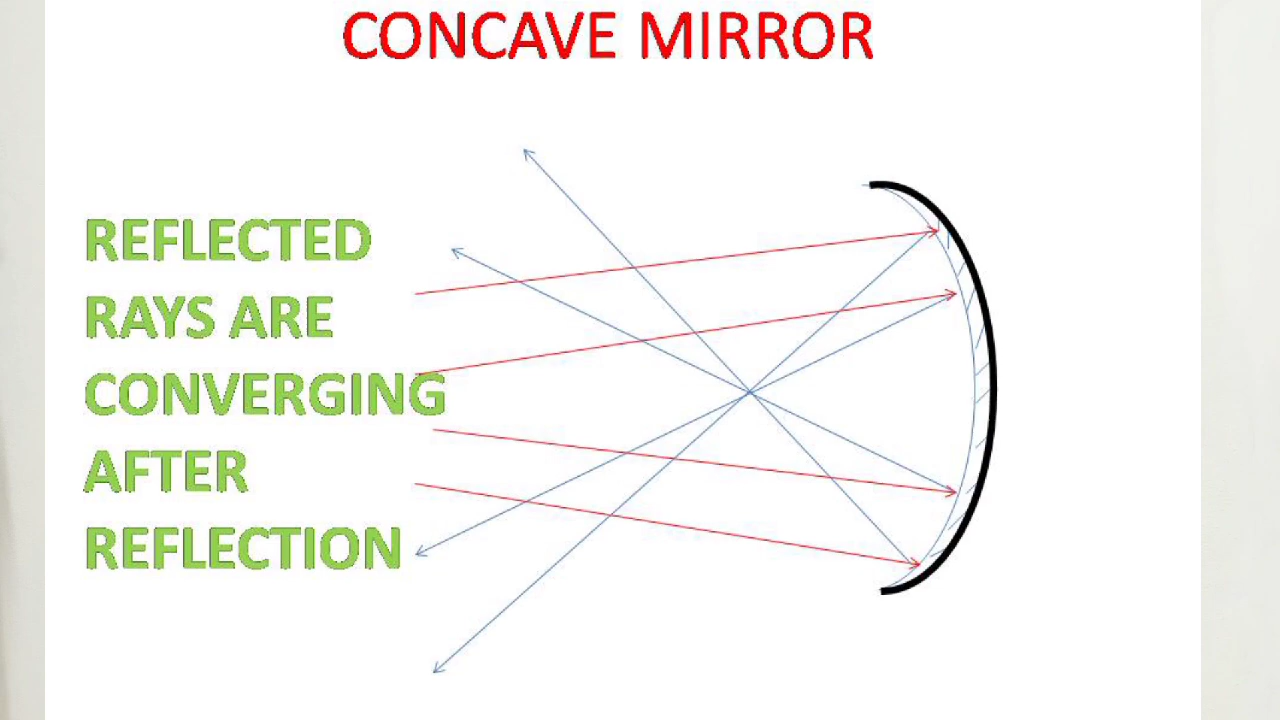 CONCAVE MIRROR
REFLECTED
RAYS ARE
CONVERGING
AFTER
REFLECTION